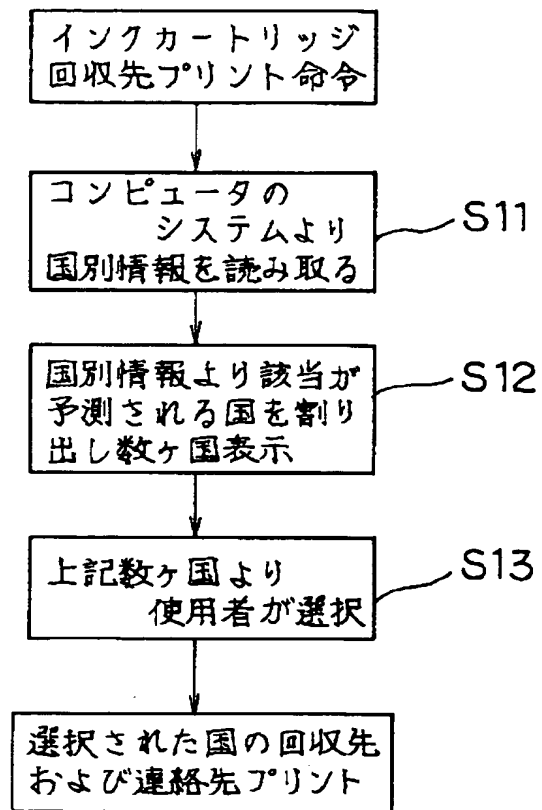 インクカートリッジ
回収先プリント命令
コンピュータの
システムより
国別情報を読み取る
S11
国別情報より該当が
予測される国を割り
出し数ヶ国表示
S12
上記数ヶ国より
使用者が選択
S13
選択された国の回収先
および連絡先プリント